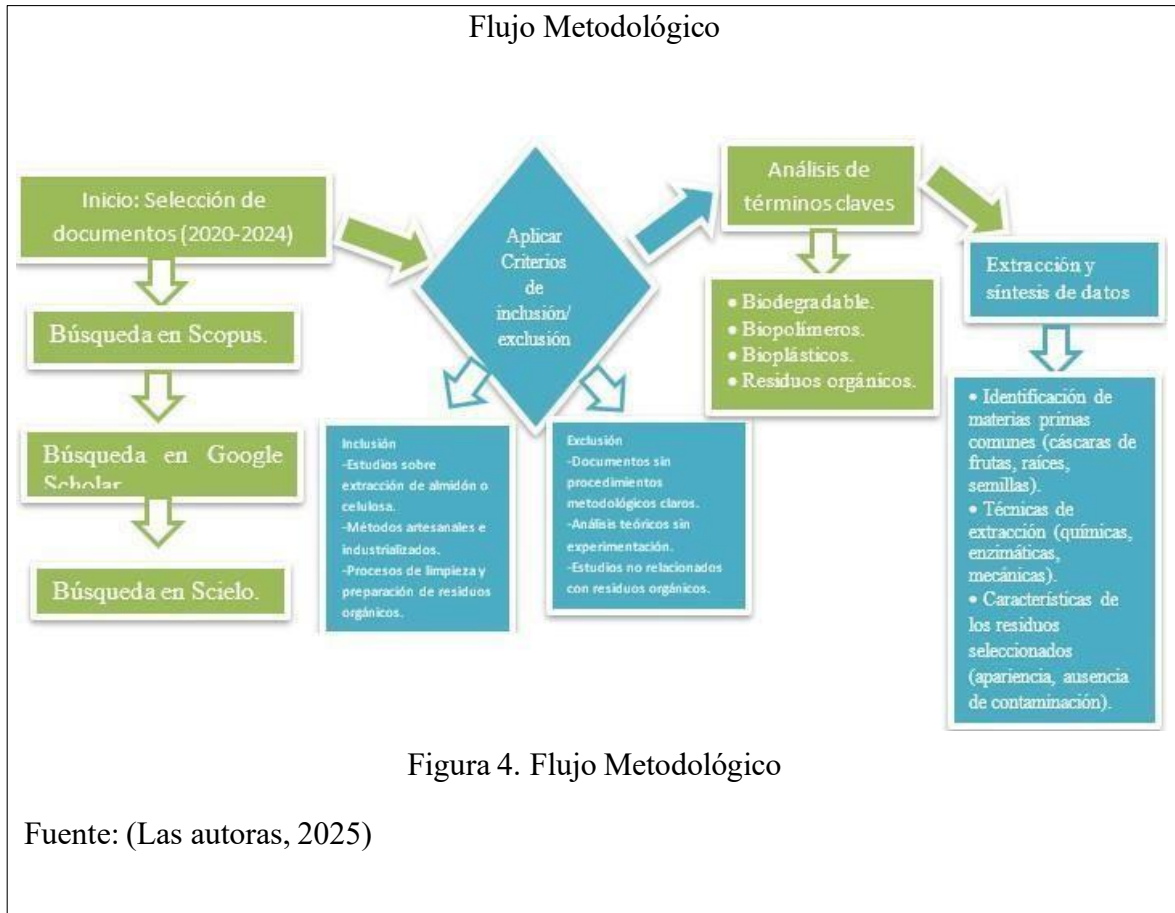 Flujo Metodológico
Inicio: Selección de
documentos (2020-2024)
Búsqueda en Scopus.
Búsqueda en Google
Scholar
Búsqueda en Scielo.
Aplicar
Criterios
de
inclusión/
exclusión
Inclusión
-Estudios sobre
extracción de almidón o
celulosa.
-Métodos artesanales e
industrializados.
-Procesos de limpieza y
preparación de residuos
orgánicos.
Exclusión
-Documentos sin
procedimientos
metodológicos claros.
-Análisis teóricos sin
experimentación.
-Estudios no relacionados
con residuos orgánicos.
Análisis de
términos claves
• Biodegradable.
• Biopolímeros.
• Bioplásticos.
• Residuos orgánicos.
Extracción y
síntesis de datos
• Identificación de
materias primas
comunes (cáscaras de
frutas, raíces,
semillas).
• Técnicas de
extracción (químicas,
enzimáticas,
mecánicas).
• Características de
los residuos
seleccionados
(apariencia, ausencia
de contaminación).
Figura 4. Flujo Metodológico
Fuente: (Las autoras, 2025)